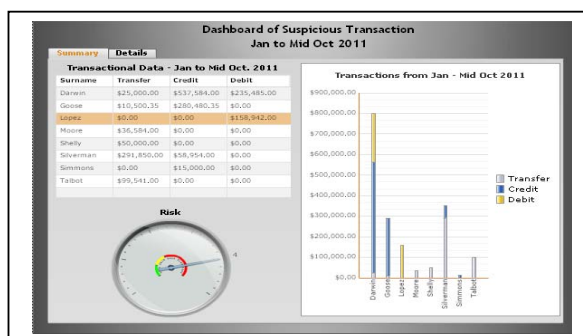 Dashboard of Suspicious Transaction
Jan to Mid Oct 2011
Summary Details
Transactional Data - Jan to Mid Oct. 2011
Surname Transfer Credit Debit
Darwin $25,000.00 $537,584.00 $235,485.00
Goose $10,500.35 $280,480.35 $0.00
Lopez $0.00 $0.00 $158,942.00
Moore $36,584.00 $0.00 $0.00
Shelly $50,000.00 $0.00 $0.00
Silverman $291,850.00 $58,954.00 $0.00
Simmons $0.00 $15,000.00 $0.00
Talbot $99,541.00 $0.00 $0.00
Risk
4
Transactions from Jan - Mid Oct 2011
$900,000.00
$800,000.00
$700,000.00
$600,000.00
$500,000.00
$400,000.00
$300,000.00
$200,000.00
$100,000.00
$0.00
Darwin
Goose
Lopez
Moore
Shelly
Silverman
Simmons
Talbot
Transfer
Credit
Debit